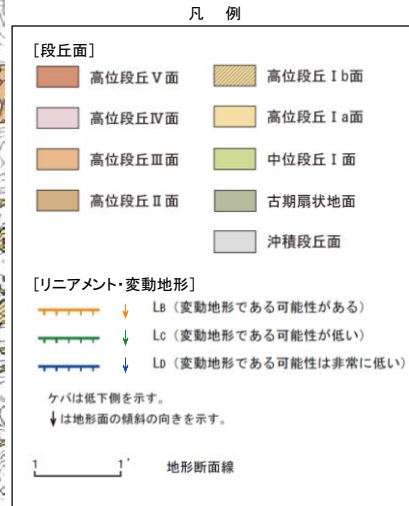 凡 例
[段丘面]
高位段丘Ⅴ面
高位段丘Ⅳ面
高位段丘Ⅲ面
高位段丘Ⅱ面
高位段丘Ⅰb面
高位段丘Ⅰa面
中位段丘Ⅰ面
古期扇状地面
沖積段丘面
[リニアメント・変動地形]
LB (変動地形である可能性がある)
LC (変動地形である可能性が低い)
LD (変動地形である可能性は非常に低い)
ケバは低下側を示す。
↓は地形面の傾斜の向きを示す。
1 1' 地形断面線